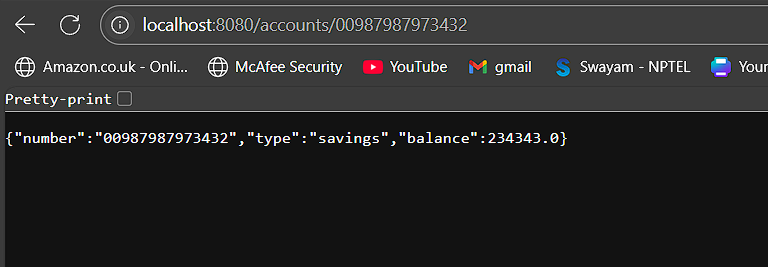 localhost:8080/accounts/00987987973432
Amazon.co.uk - Onli... McAfee Security YouTube gmail Swayam - NPTEL Your
Pretty-print
{"number":"00987987973432","type":"savings","balance":234343.0}